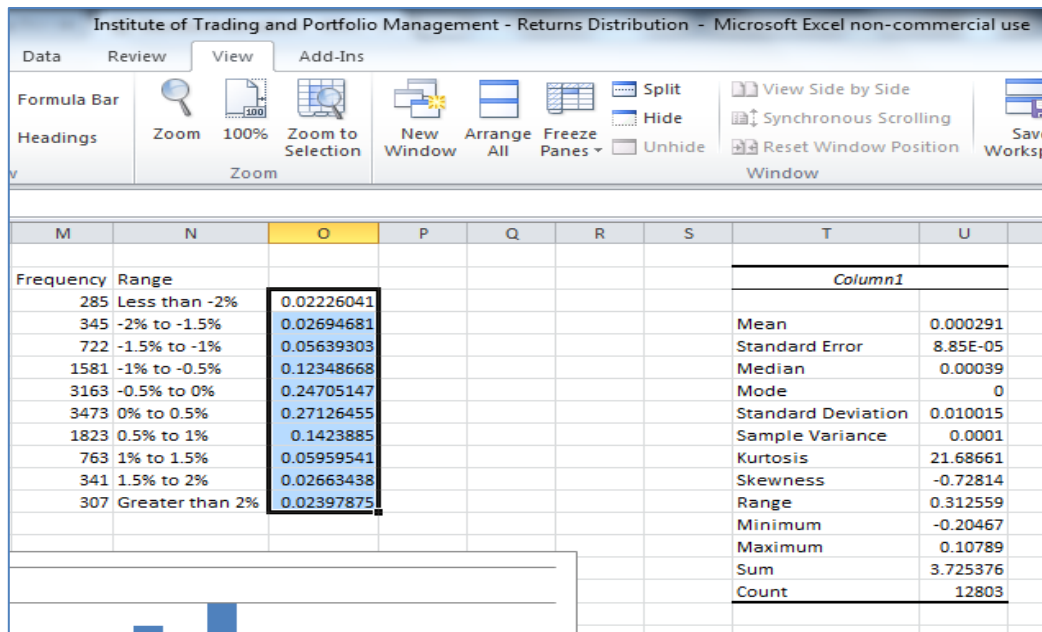 Institute of Trading and Portfolio Management - Returns Distribution - Microsoft Excel non-commercial use
Data Review View Add-Ins
Formula Bar
Headings
Zoom 100% Zoom to Selection
Zoom
New Window Arrange All Freeze Panes
Split
Hide
Unhide
View Side by Side
Synchronous Scrolling
Reset Window Position
Window
M N O P Q R S T U
Frequency Range Column1
285 Less than -2% 0.02226041
345 -2% to -1.5% 0.02694681 Mean 0.000291
722 -1.5% to -1% 0.05639303 Standard Error 8.85E-05
1581 -1% to -0.5% 0.12348668 Median 0.00039
3163 -0.5% to 0% 0.24705147 Mode 0
3473 0% to 0.5% 0.27126455 Standard Deviation 0.010015
1823 0.5% to 1% 0.1423885 Sample Variance 0.0001
763 1% to 1.5% 0.05959541 Kurtosis 21.68661
341 1.5% to 2% 0.02663438 Skewness -0.72814
307 Greater than 2% 0.02397875 Range 0.312559
Minimum -0.20467
Maximum 0.10789
Sum 3.725376
Count 12803